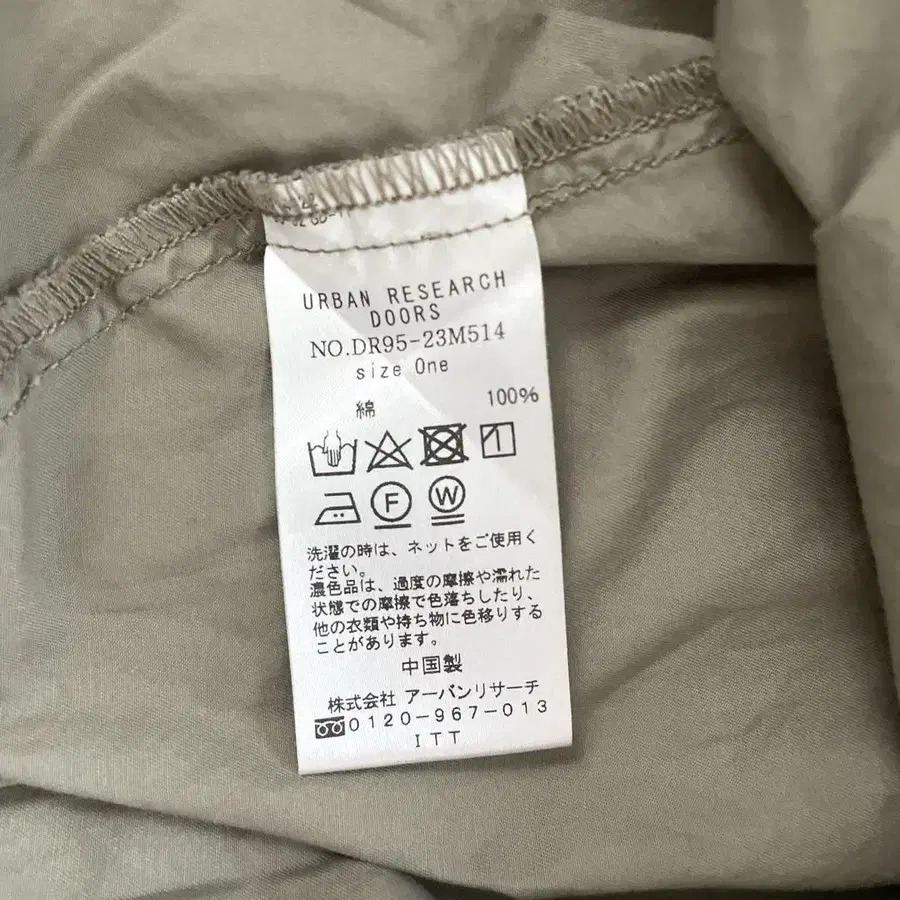 URBAN RESEARCH
DOORS
NO.DR95-23M514
size One
綿 100%
F W
洗濯の時は、ネットをご使用く
ださい。
濃色品は、過度の摩擦や濡れた
状態での摩擦で色落ちしたり、
他の衣類や持ち物に色移りする
ことがあります。
中国製
株式会社 アーバンリサーチ
0120-967-013
ITT